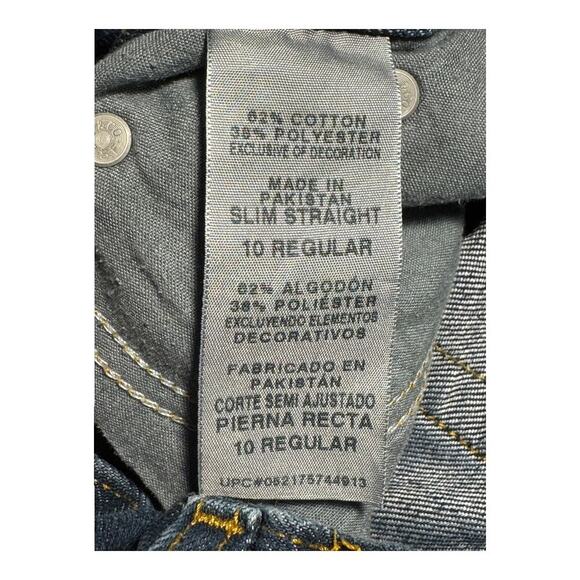 62% COTTON
38% POLYESTER
EXCLUSIVE OF DECORATION
MADE IN
PAKISTAN
SLIM STRAIGHT
10 REGULAR
62% ALGODÓN
38% POLIÉSTER
EXCLUYENDO ELEMENTOS
DECORATIVOS
FABRICADO EN
PAKISTÁN
CORTE SEMI AJUSTADO
PIERNA RECTA
10 REGULAR
UPC#082175744913